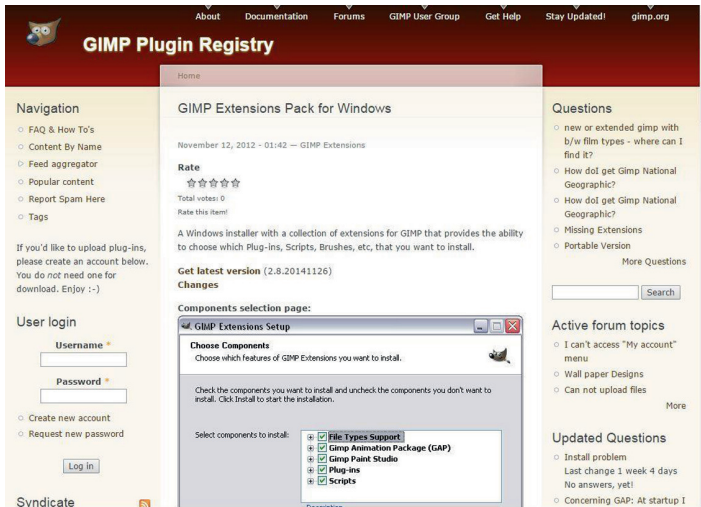 About Documentation Forums GIMP User Group Get Help Stay Updated! gimp.org
GIMP Plugin Registry
Home
Navigation
FAQ & How To's
Content By Name
Feed aggregator
Popular content
Report Spam Here
Tags
If you'd like to upload plug-ins,
please create an account below.
You do not need one for
download. Enjoy :-)
User login
Username *
Password *
Create new account
Request new password
Log in
Syndicate
GIMP Extensions Pack for Windows
November 12, 2012 - 01:42 — GIMP Extensions
Rate
Total votes: 0
Rate this item!
A Windows installer with a collection of extensions for GIMP that provides the ability
to choose which Plug-ins, Scripts, Brushes, etc, that you want to install.
Get latest version (2.8.20141126)
Changes
Components selection page:
GIMP Extensions Setup
Choose Components
Choose which features of GIMP Extensions you want to install.
Check the components you want to install and uncheck the components you don't want to
install. Click Install to start the installation.
Select components to install:
File Types Support
Gimp Animation Package (GAP)
Gimp Paint Studio
Plug-ins
Scripts
Description
Questions
new or extended gimp with
b/w film types - where can I
find it?
How doI get Gimp National
Geographic?
How doI get Gimp National
Geographic?
Missing Extensions
Portable Version
More Questions
Search
Active forum topics
I can't access "My account"
menu
Wall paper Designs
Can not upload files
More
Updated Questions
Install problem
Last change 1 week 4 days
No answers, yet!
Concerning GAP: At startup I